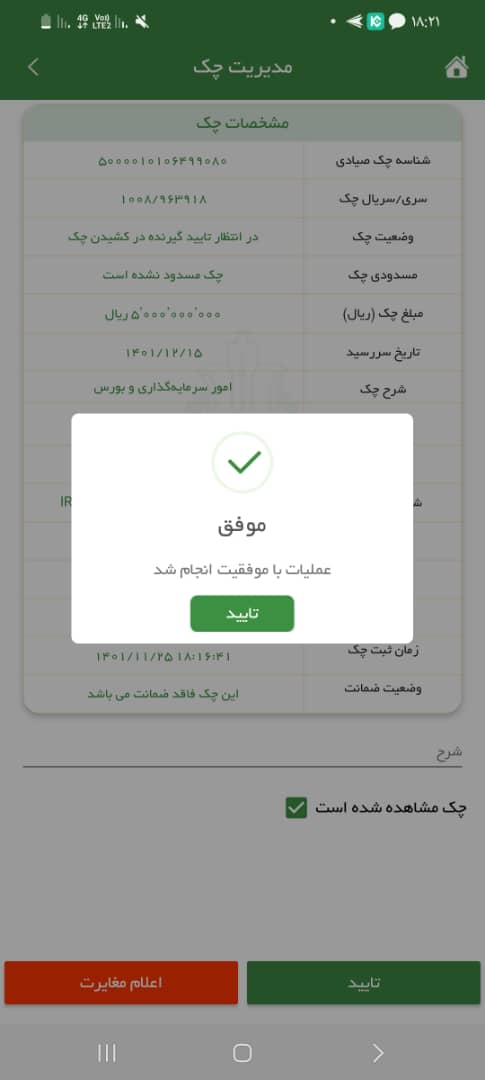 ۱۸:۲۱
4G Vo) LTE2
مدیریت چک
مشخصات چک
شناسه چک صیادی ۵۰۰۰۰۱۰۱۰۶۴۹۹۰۸۰
سری/سریال چک ۱۰۰۸/۹۶۳۹۱۸
وضعیت چک در انتظار تایید گیرنده در کشیدن چک
مسدودی چک چک مسدود نشده است
مبلغ چک (ریال) ۵٬۰۰۰٬۰۰۰٬۰۰۰ ریال
تاریخ سررسید ۱۴۰۱/۱۲/۱۵
شرح چک امور سرمایه‌گذاری و بورس
IR
موفق
عملیات با موفقیت انجام شد
تایید
زمان ثبت چک ۱۴۰۱/۱۱/۲۵ ۱۸:۱۶:۴۱
وضعیت ضمانت این چک فاقد ضمانت می باشد
شرح
چک مشاهده شده است
تایید
اعلام مغایرت